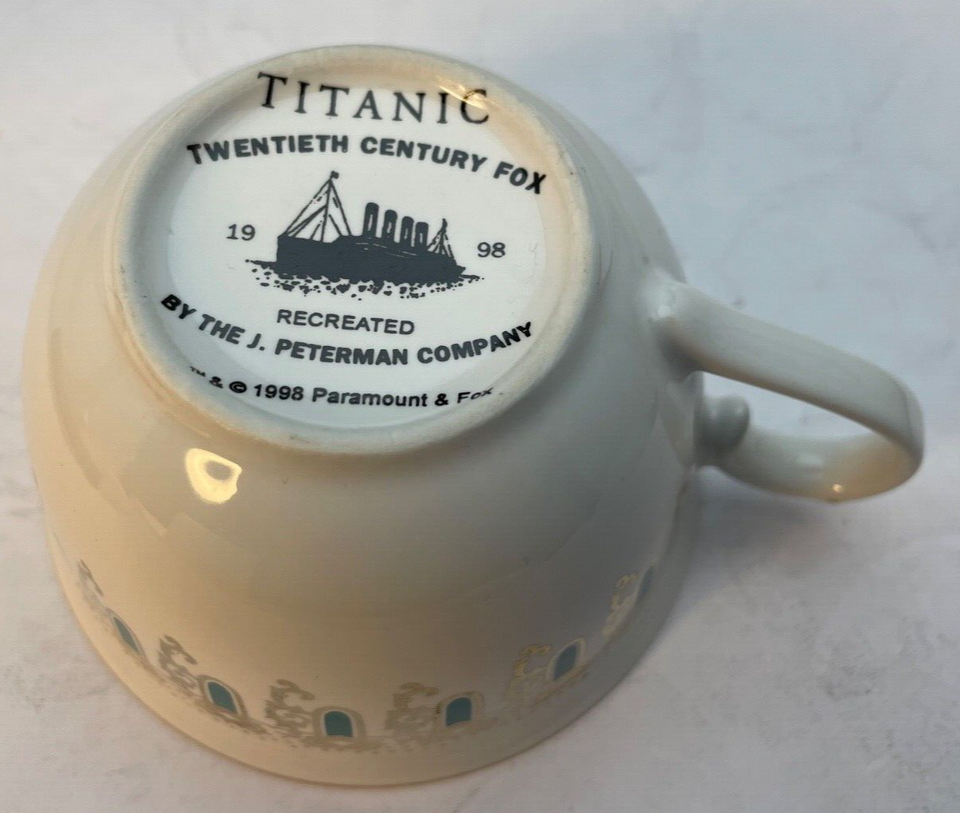 TITANIC
TWENTIETH CENTURY FOX
19 98
RECREATED
BY THE J. PETERMAN COMPANY
™ & © 1998 Paramount & Fox